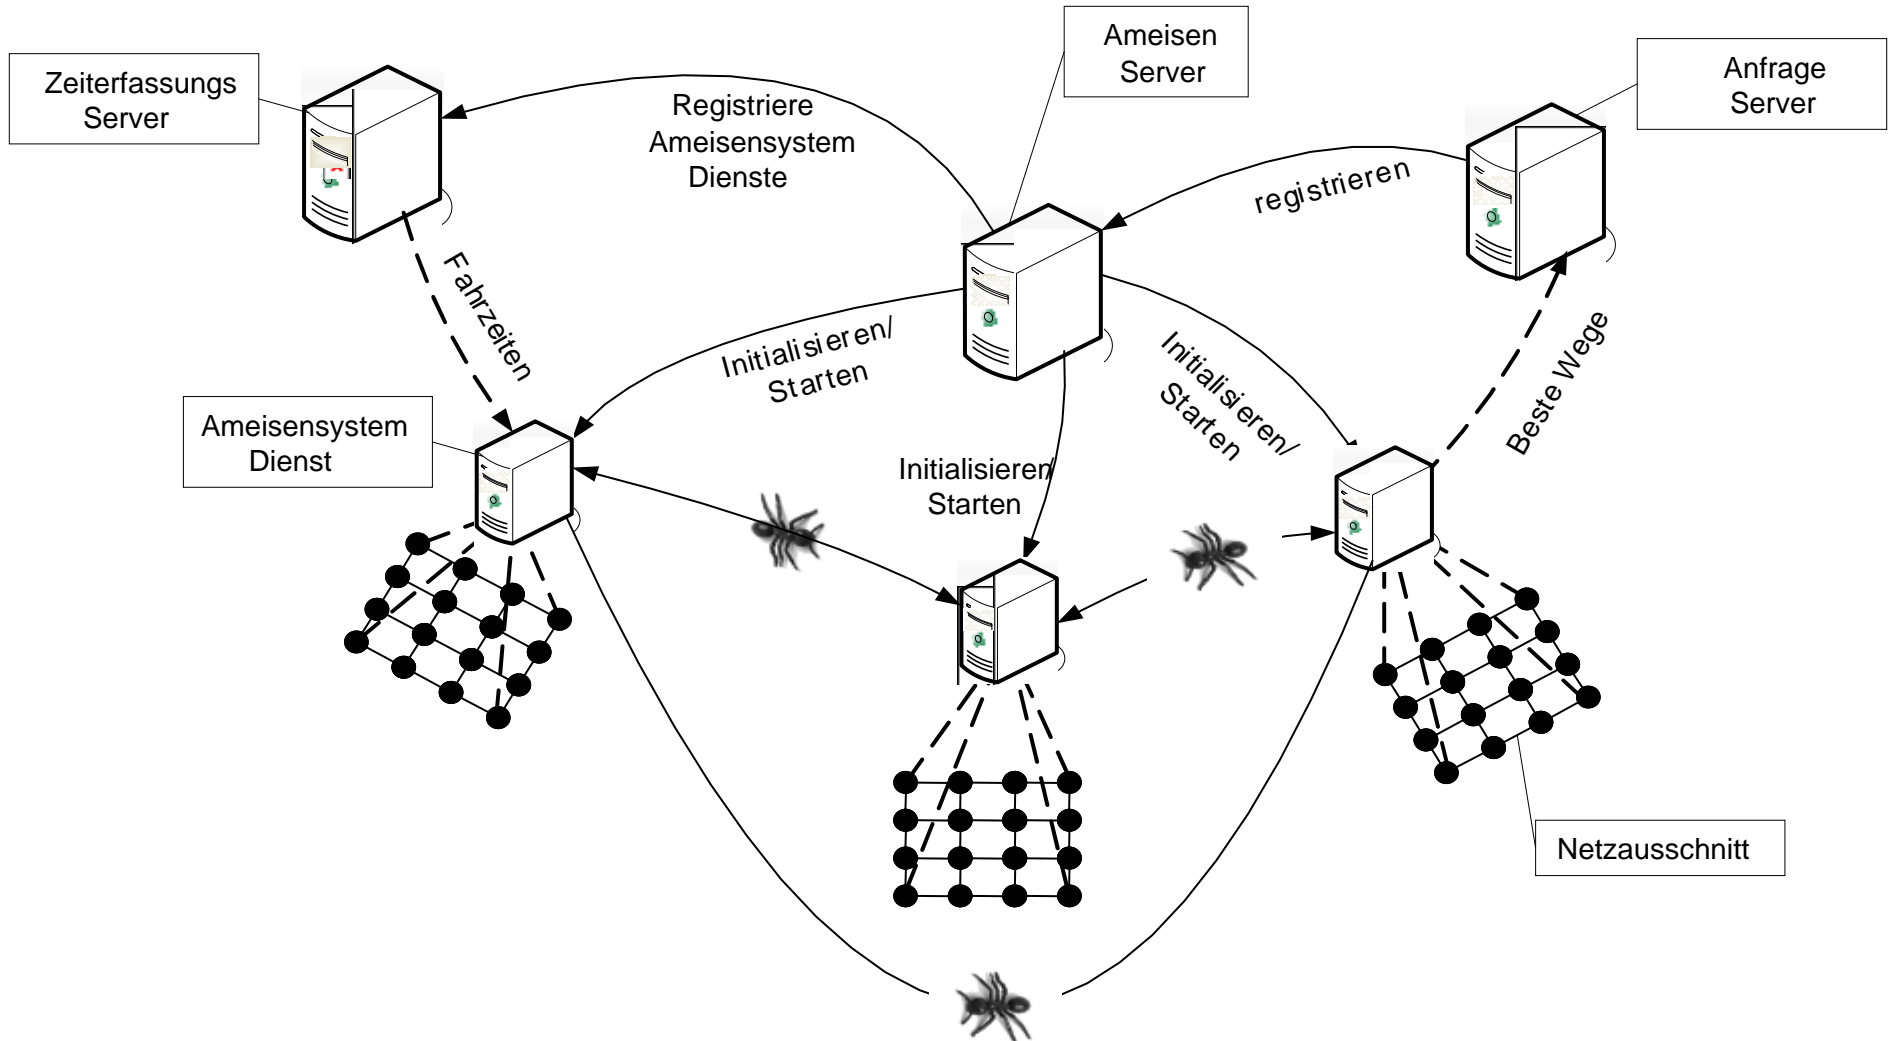 Ameisen
Server
Zeiterfassungs
Server
Anfrage
Server
Registriere
Ameisensystem
Dienste
registrieren
Fahrzeiten
Initialisieren/
Starten
Initialisieren/
Starten
Beste Wege
Ameisensystem
Dienst
Initialisieren/
Starten
Netzausschnitt